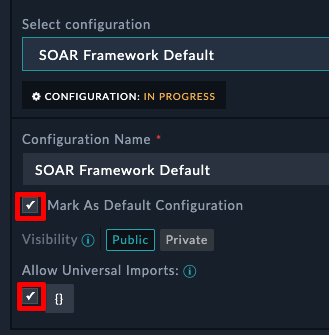 Select configuration
SOAR Framework Default
CONFIGURATION: IN PROGRESS
Configuration Name *
SOAR Framework Default
Mark As Default Configuration
Visibility Public Private
Allow Universal Imports:
{}